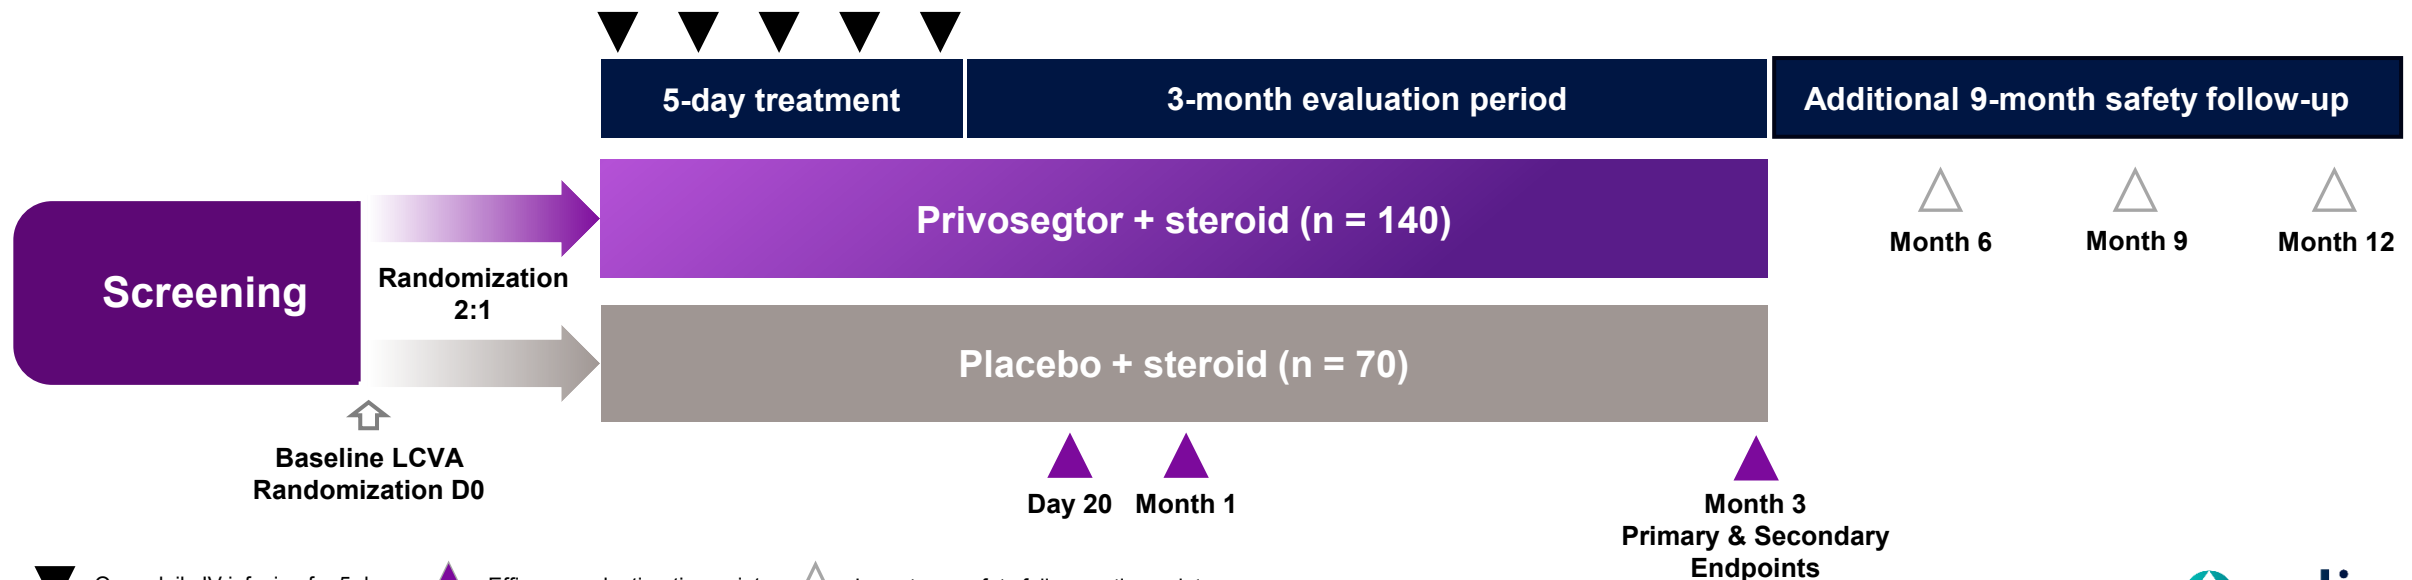 5-day treatment
3-month evaluation period
Additional 9-month safety follow-up
Screening
Randomization
2:1
Privosegtor + steroid (n = 140)
Placebo + steroid (n = 70)
Month 6
Month 9
Month 12
Baseline LCVA
Randomization D0
Day 20
Month 1
Month 3
Primary & Secondary
Endpoints